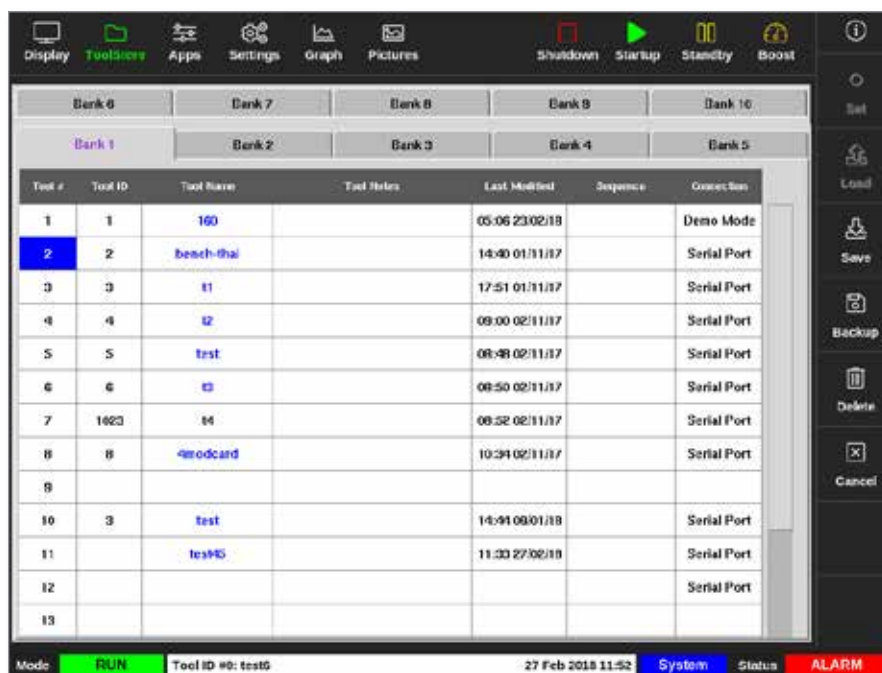 Display ToolStore Apps Settings Graph Pictures Shutdown Startup Standby Boost
Bank 6 Bank 7 Bank 8 Bank 9 Bank 10
Set
Bank 1 Bank 2 Bank 3 Bank 4 Bank 5
Tool # Tool ID Tool Name Tool Notes Last Modified Sequence Connection
Load
1 1 160 05:06 23/02/18 Demo Mode
2 2 bench-thai 14:40 01/11/17 Serial Port
Save
3 3 t1 17:51 01/11/17 Serial Port
4 4 t2 09:00 02/11/17 Serial Port
Backup
5 5 test 08:48 02/11/17 Serial Port
6 6 t3 08:50 02/11/17 Serial Port
Delete
7 1023 t4 08:52 02/11/17 Serial Port
8 8 4modcard 10:34 02/11/17 Serial Port
Cancel
9
10 3 test 14:44 Serial Port
11 test45 11:33 27/02/18 Serial Port
12 Serial Port
13
Mode RUN Tool ID #0: test6 27 Feb 2018 11:52 System Status ALARM